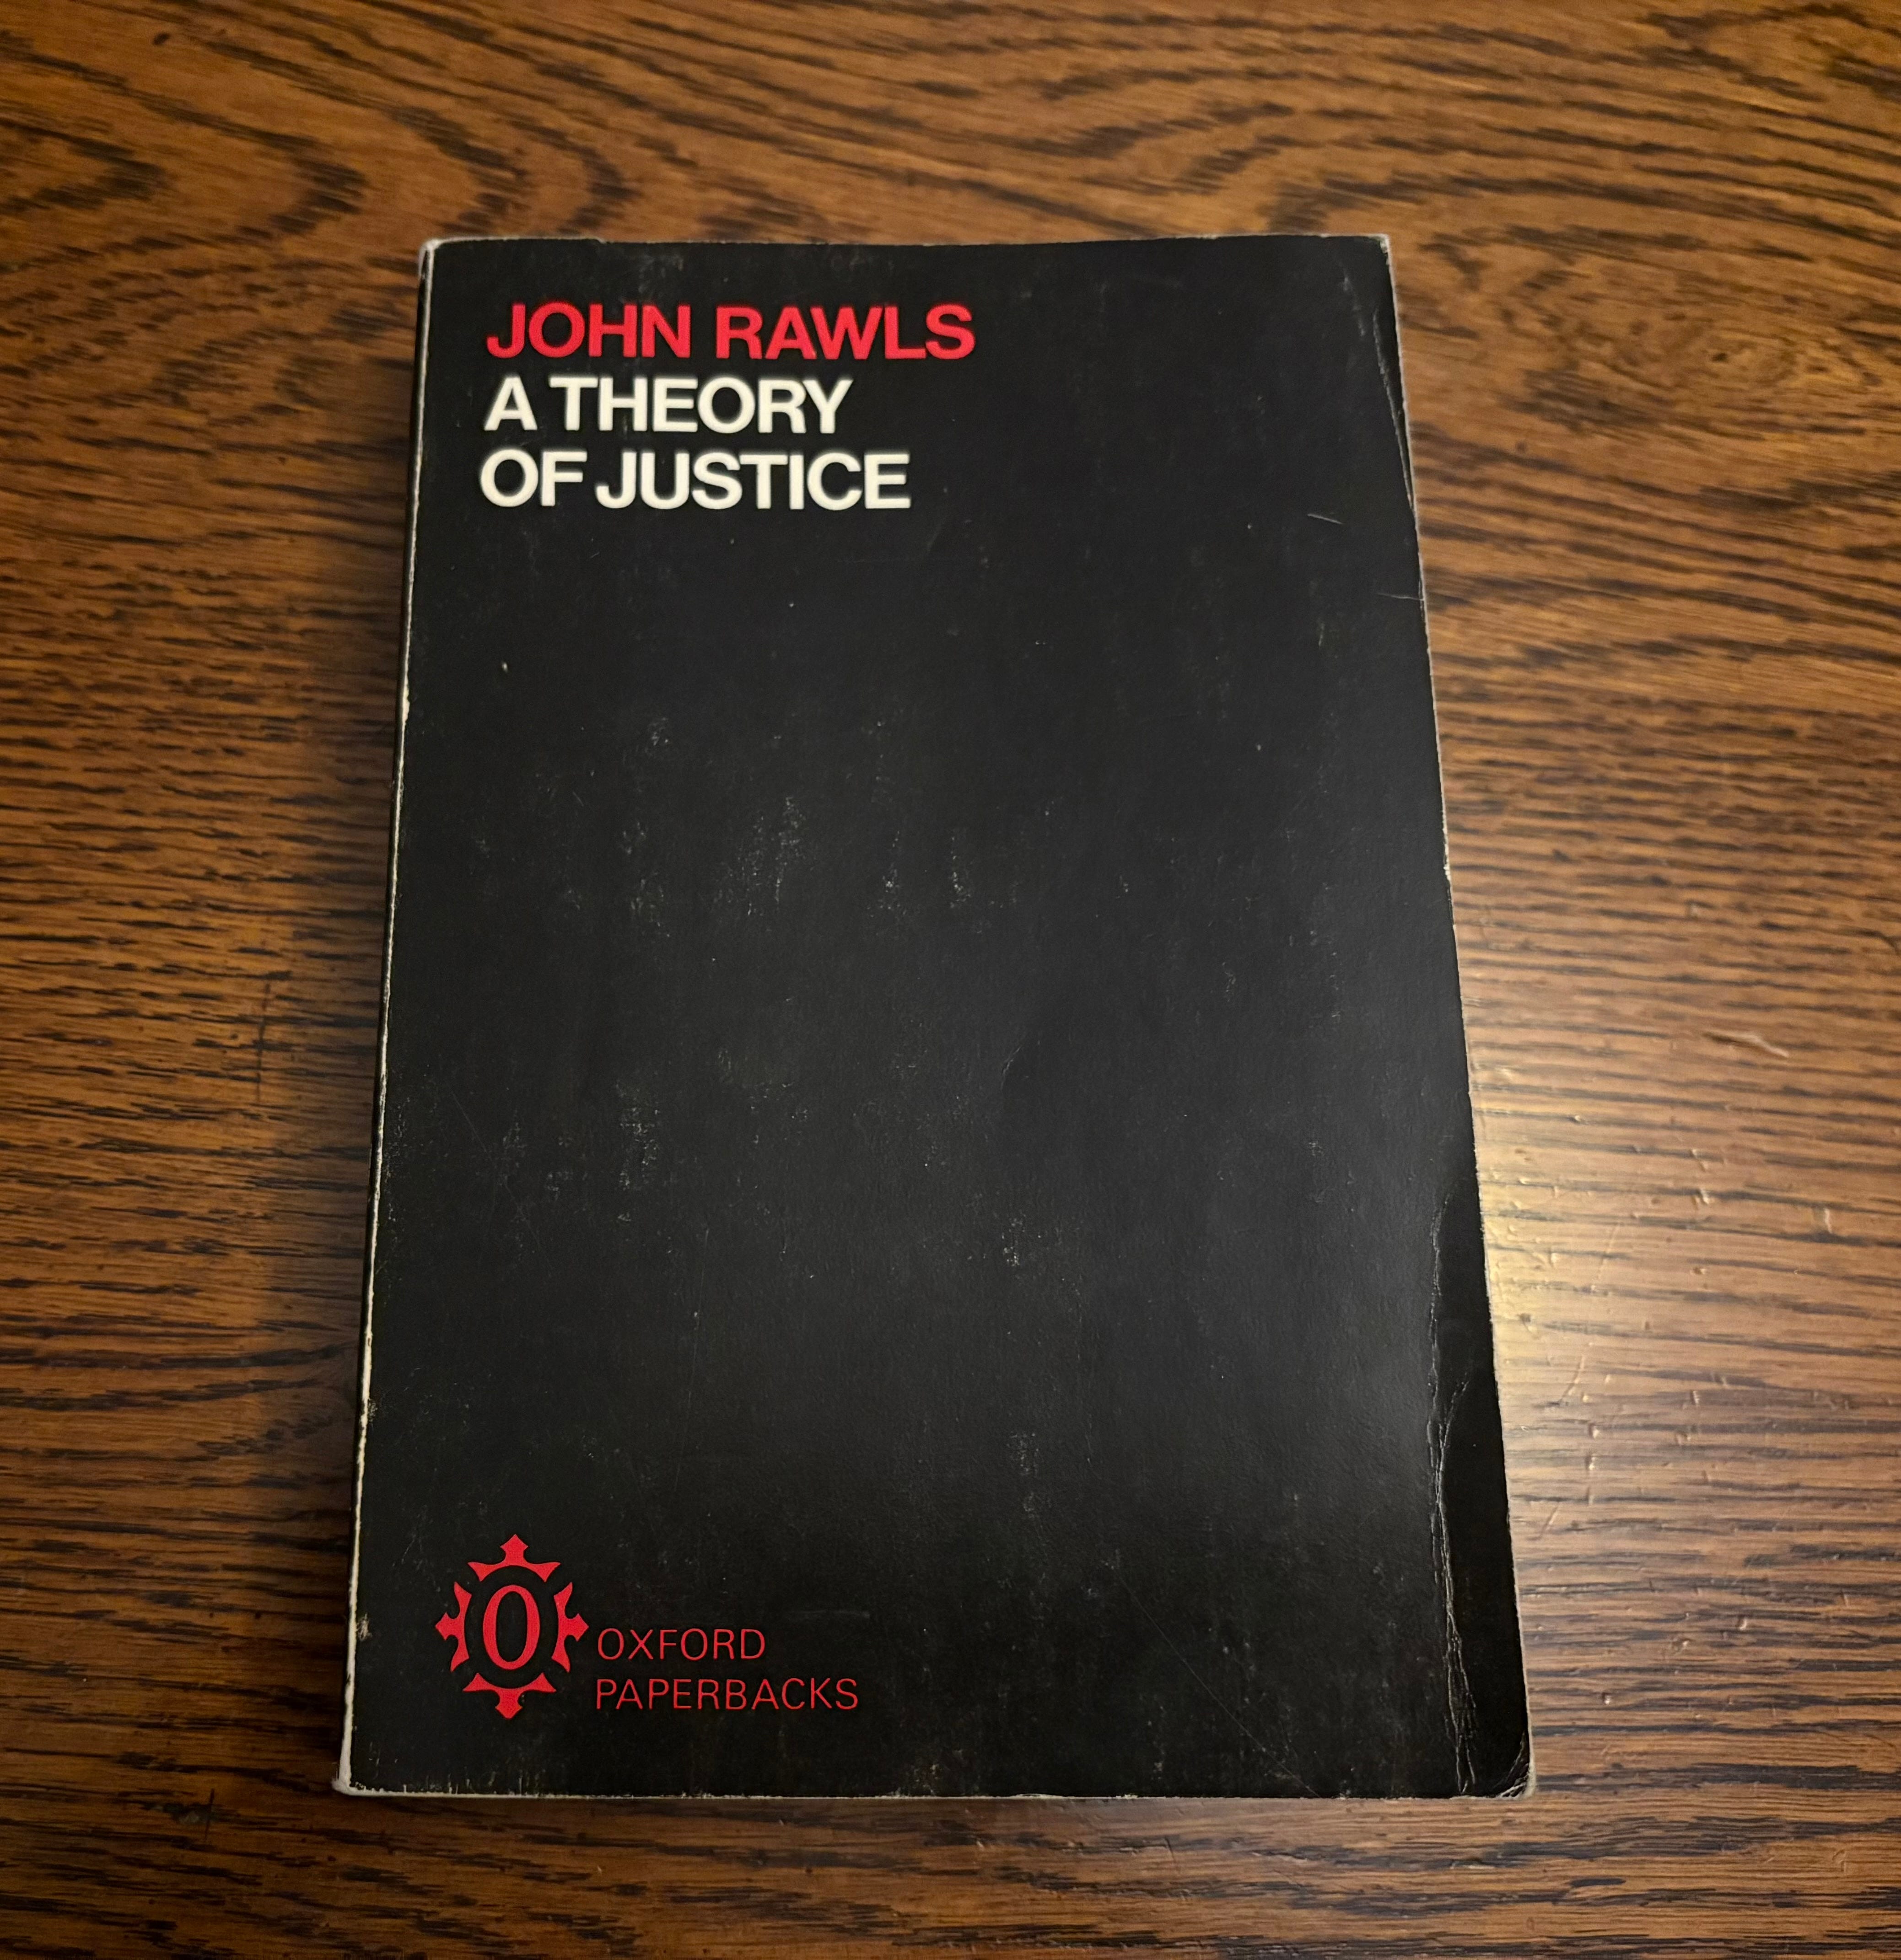 JOHN RAWLS
A THEORY
OF JUSTICE
O
OXFORD
PAPERBACKS